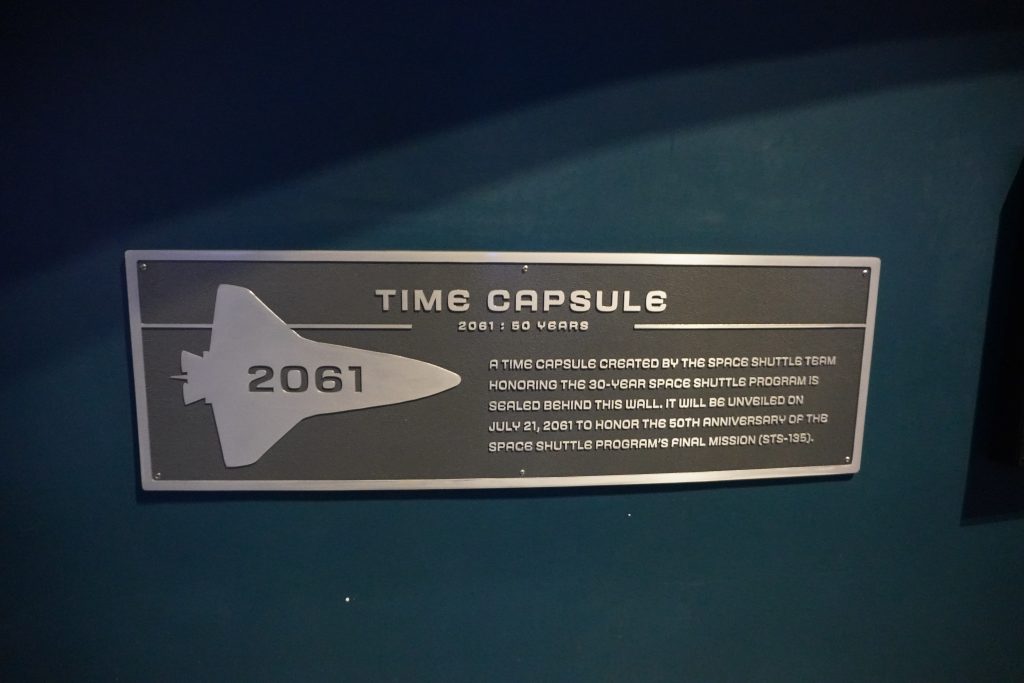 TIME CAPSULE
2061 : 50 YEARS
2061
A TIME CAPSULE CREATED BY THE SPACE SHUTTLE TEAM
HONORING THE 30-YEAR SPACE SHUTTLE PROGRAM IS
SEALED BEHIND THIS WALL. IT WILL BE UNVEILED ON
JULY 21, 2061 TO HONOR THE 50TH ANNIVERSARY OF THE
SPACE SHUTTLE PROGRAM'S FINAL MISSION (STS-135).